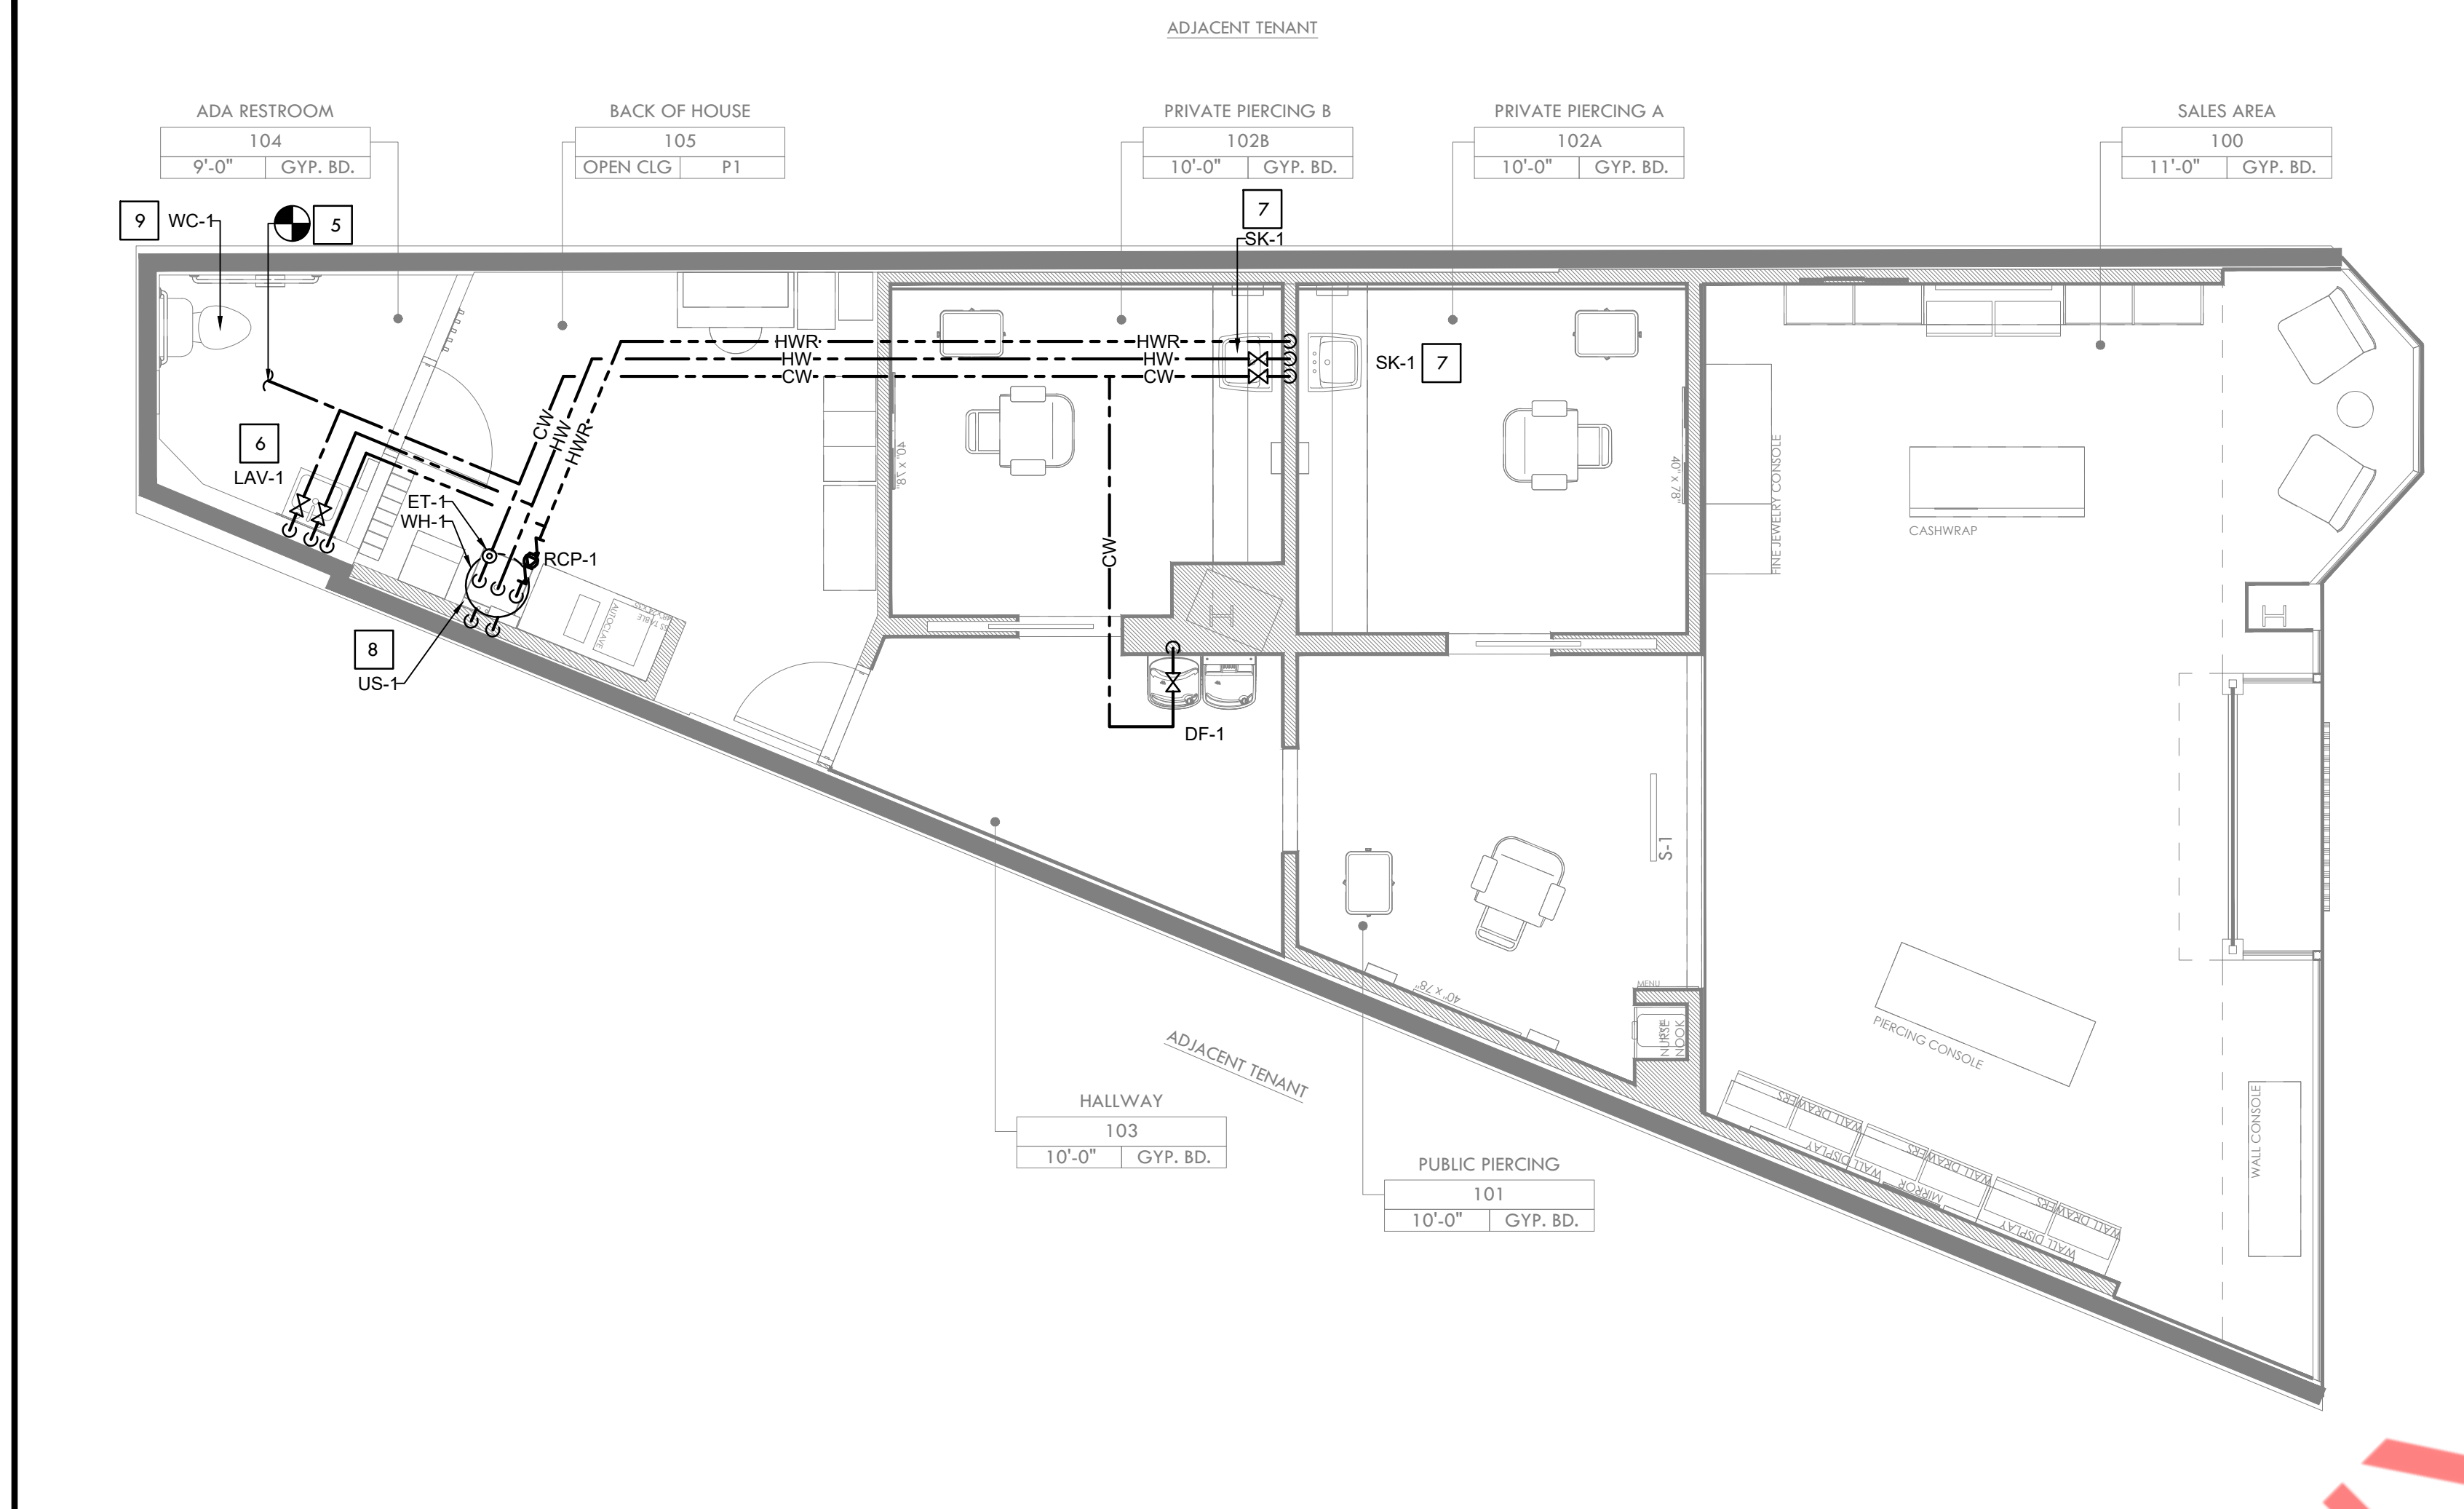 ADJACENT TENANT
ADA RESTROOM
104
9'-0" GYP. BD.
BACK OF HOUSE
105
OPEN CLG P1
PRIVATE PIERCING B
102B
10'-0" GYP. BD.
PRIVATE PIERCING A
102A
10'-0" GYP. BD.
SALES AREA
100
11'-0" GYP. BD.
9 WC-1
5
7
SK-1
HWR
HW
CW
HWR
HW
CW
SK-1 7
CW
HW
HWR
6
LAV-1
ET-1
WH-1
RCP-1
8
US-1
AUTOCLAVE
SS TABLE
40" x 78"
40" x 78"
CW
DF-1
FINE JEWELRY CONSOLE
CASHWRAP
S-1
40" x 78"
MENU
NURSE
NOOK
PIERCING CONSOLE
ADJACENT TENANT
HALLWAY
103
10'-0" GYP. BD.
PUBLIC PIERCING
101
10'-0" GYP. BD.
WALL DRAWERS
WALL DISPLAY
WALL DRAWERS
MIRROR
WALL DRAWERS
WALL DISPLAY
WALL CONSOLE